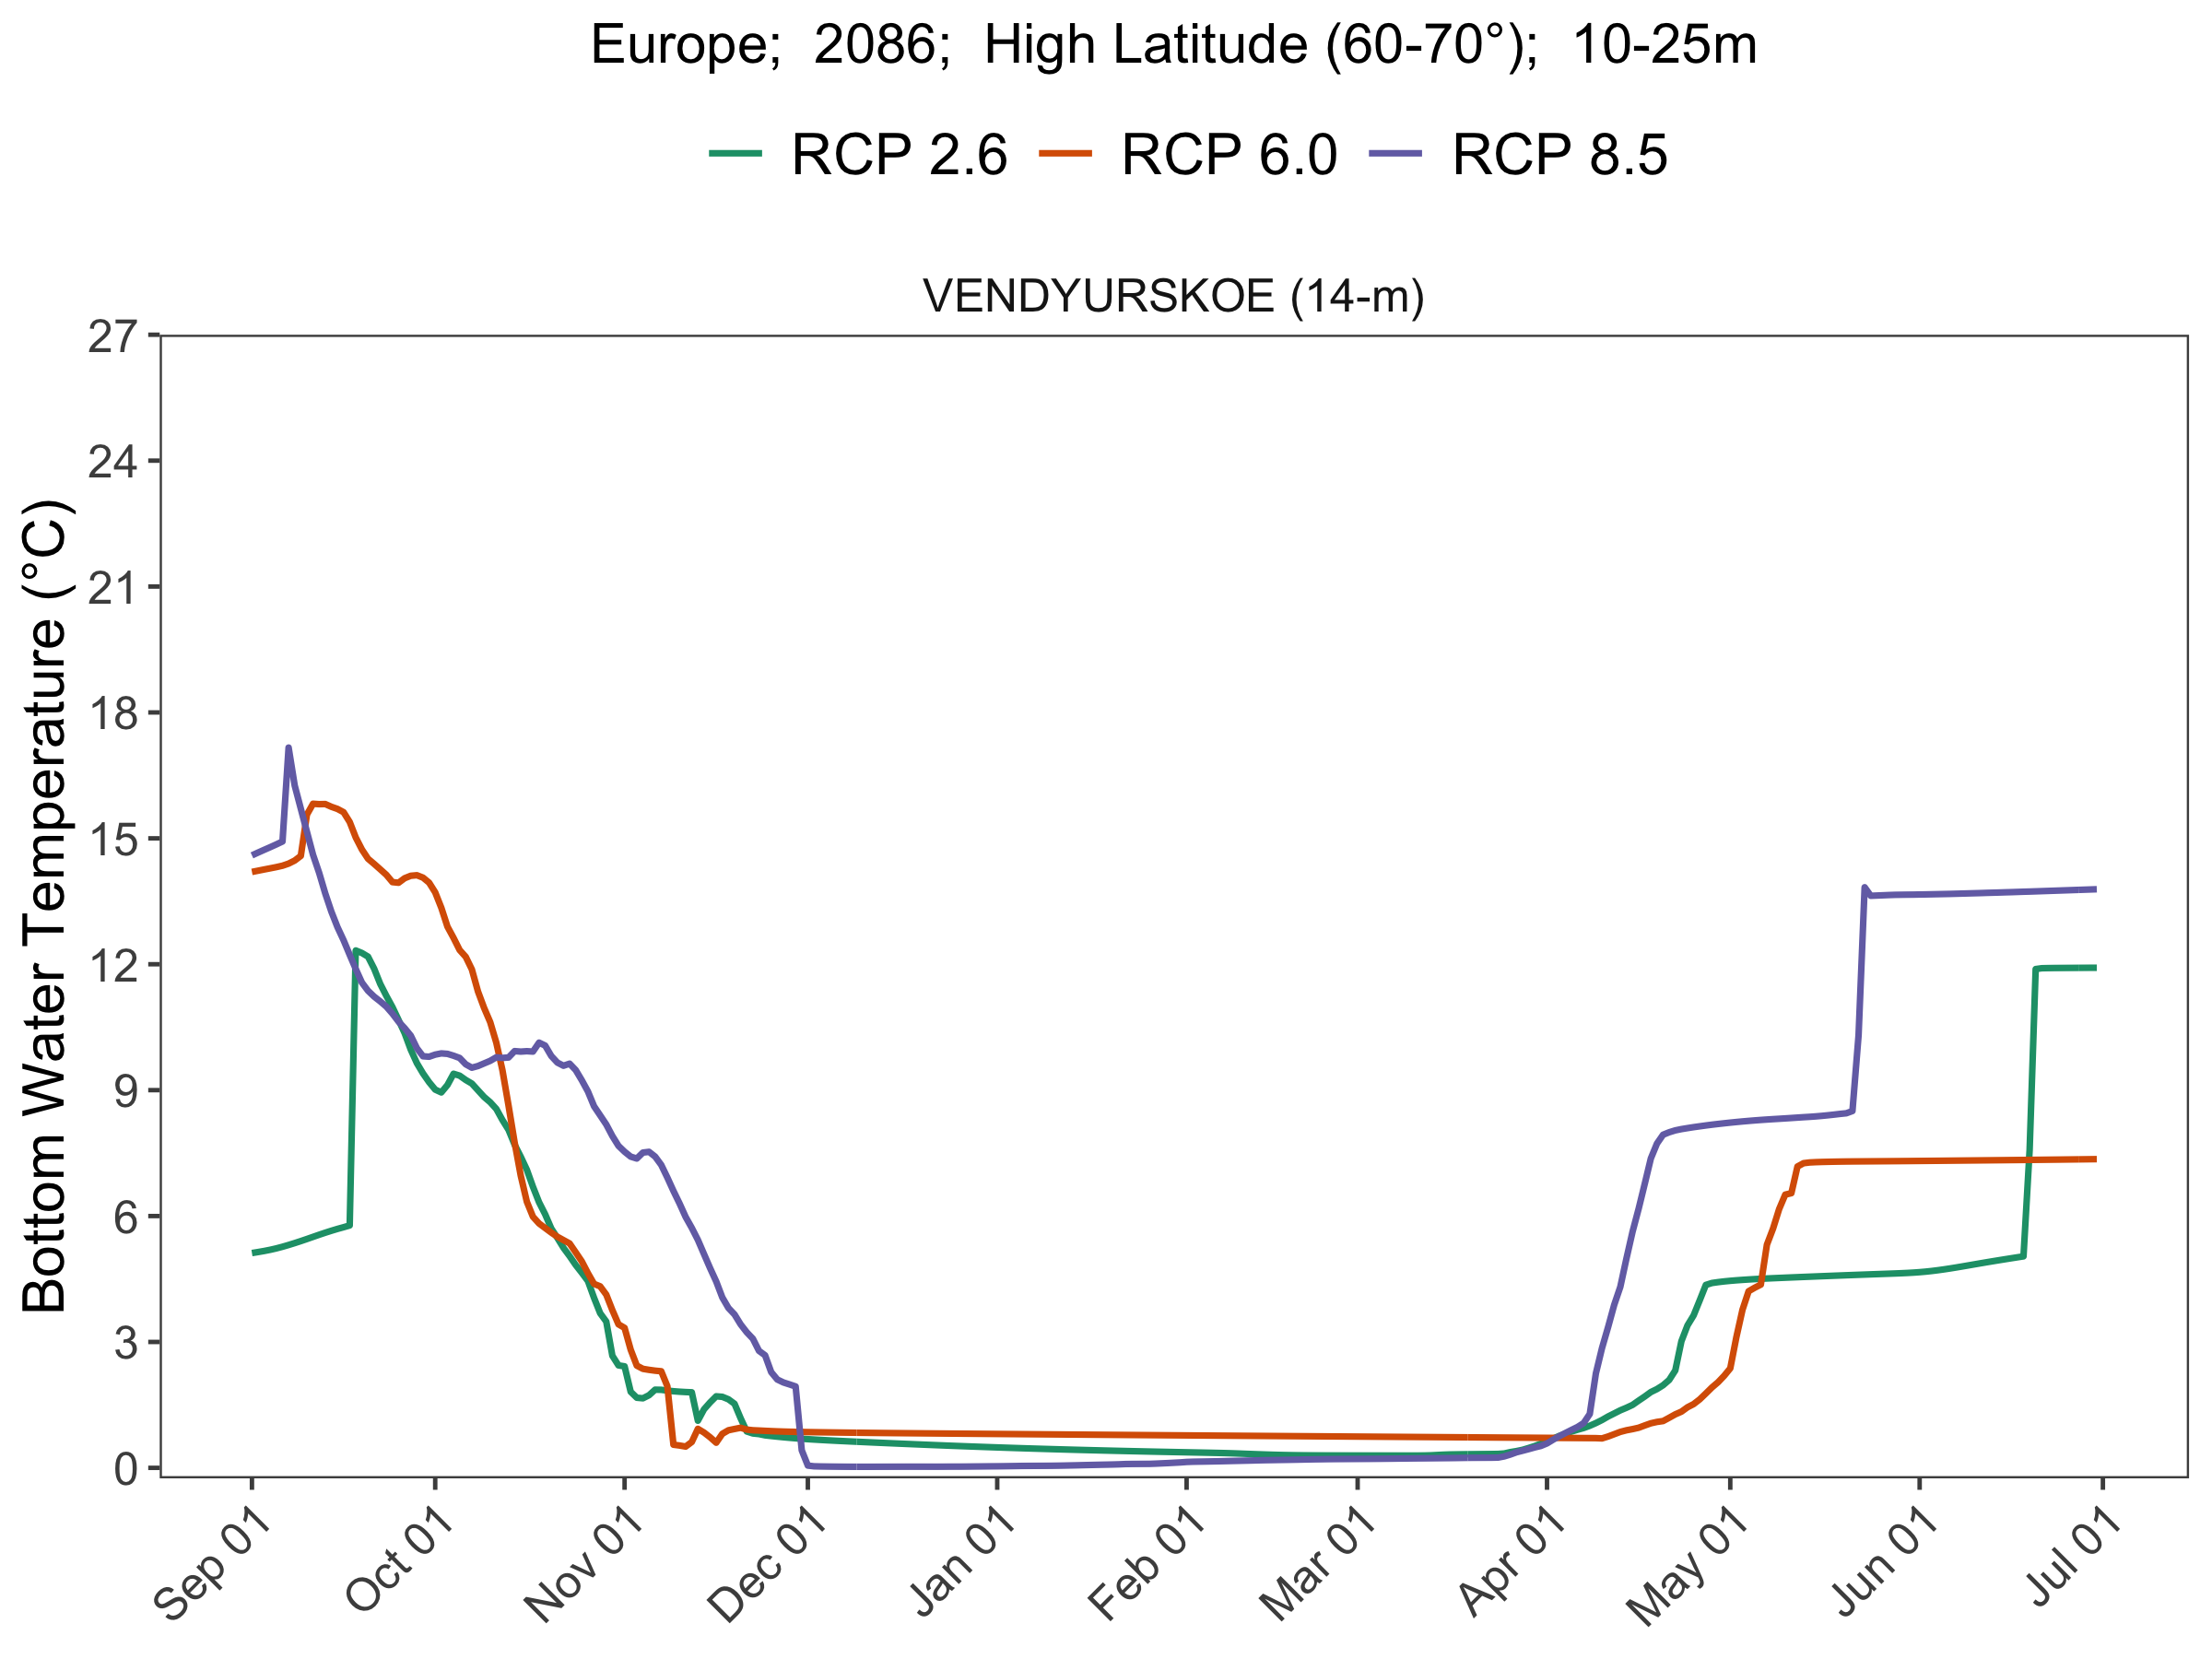 Europe;  2086;  High Latitude (60-70°);  10-25m
RCP 2.6 RCP 6.0 RCP 8.5
VENDYURSKOE (14-m)
Bottom Water Temperature (°C)
27
24
21
18
15
12
9
6
3
0
Sep 01 Oct 01 Nov 01 Dec 01 Jan 01 Feb 01 Mar 01 Apr 01 May 01 Jun 01 Jul 01